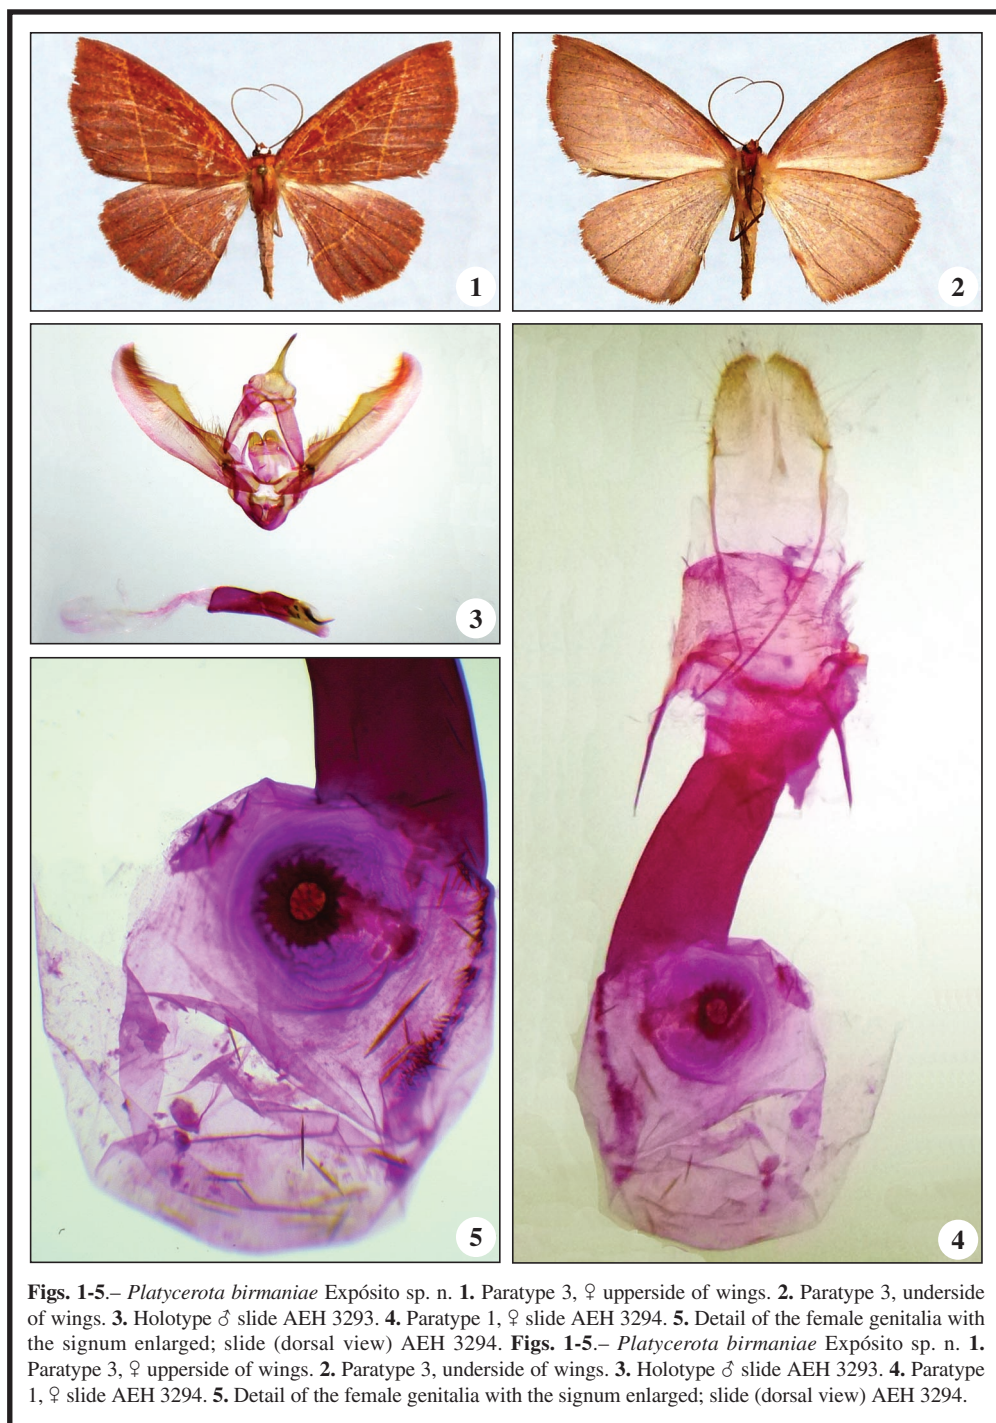 1
2
3
5
4
Figs. 1-5.– Platycerota birmaniae Expósito sp. n. 1. Paratype 3, ♀ upperside of wings. 2. Paratype 3, underside
of wings. 3. Holotype ♂ slide AEH 3293. 4. Paratype 1, ♀ slide AEH 3294. 5. Detail of the female genitalia with
the signum enlarged; slide (dorsal view) AEH 3294. Figs. 1-5.– Platycerota birmaniae Expósito sp. n. 1.
Paratype 3, ♀ upperside of wings. 2. Paratype 3, underside of wings. 3. Holotype ♂ slide AEH 3293. 4. Paratype
1, ♀ slide AEH 3294. 5. Detail of the female genitalia with the signum enlarged; slide (dorsal view) AEH 3294.